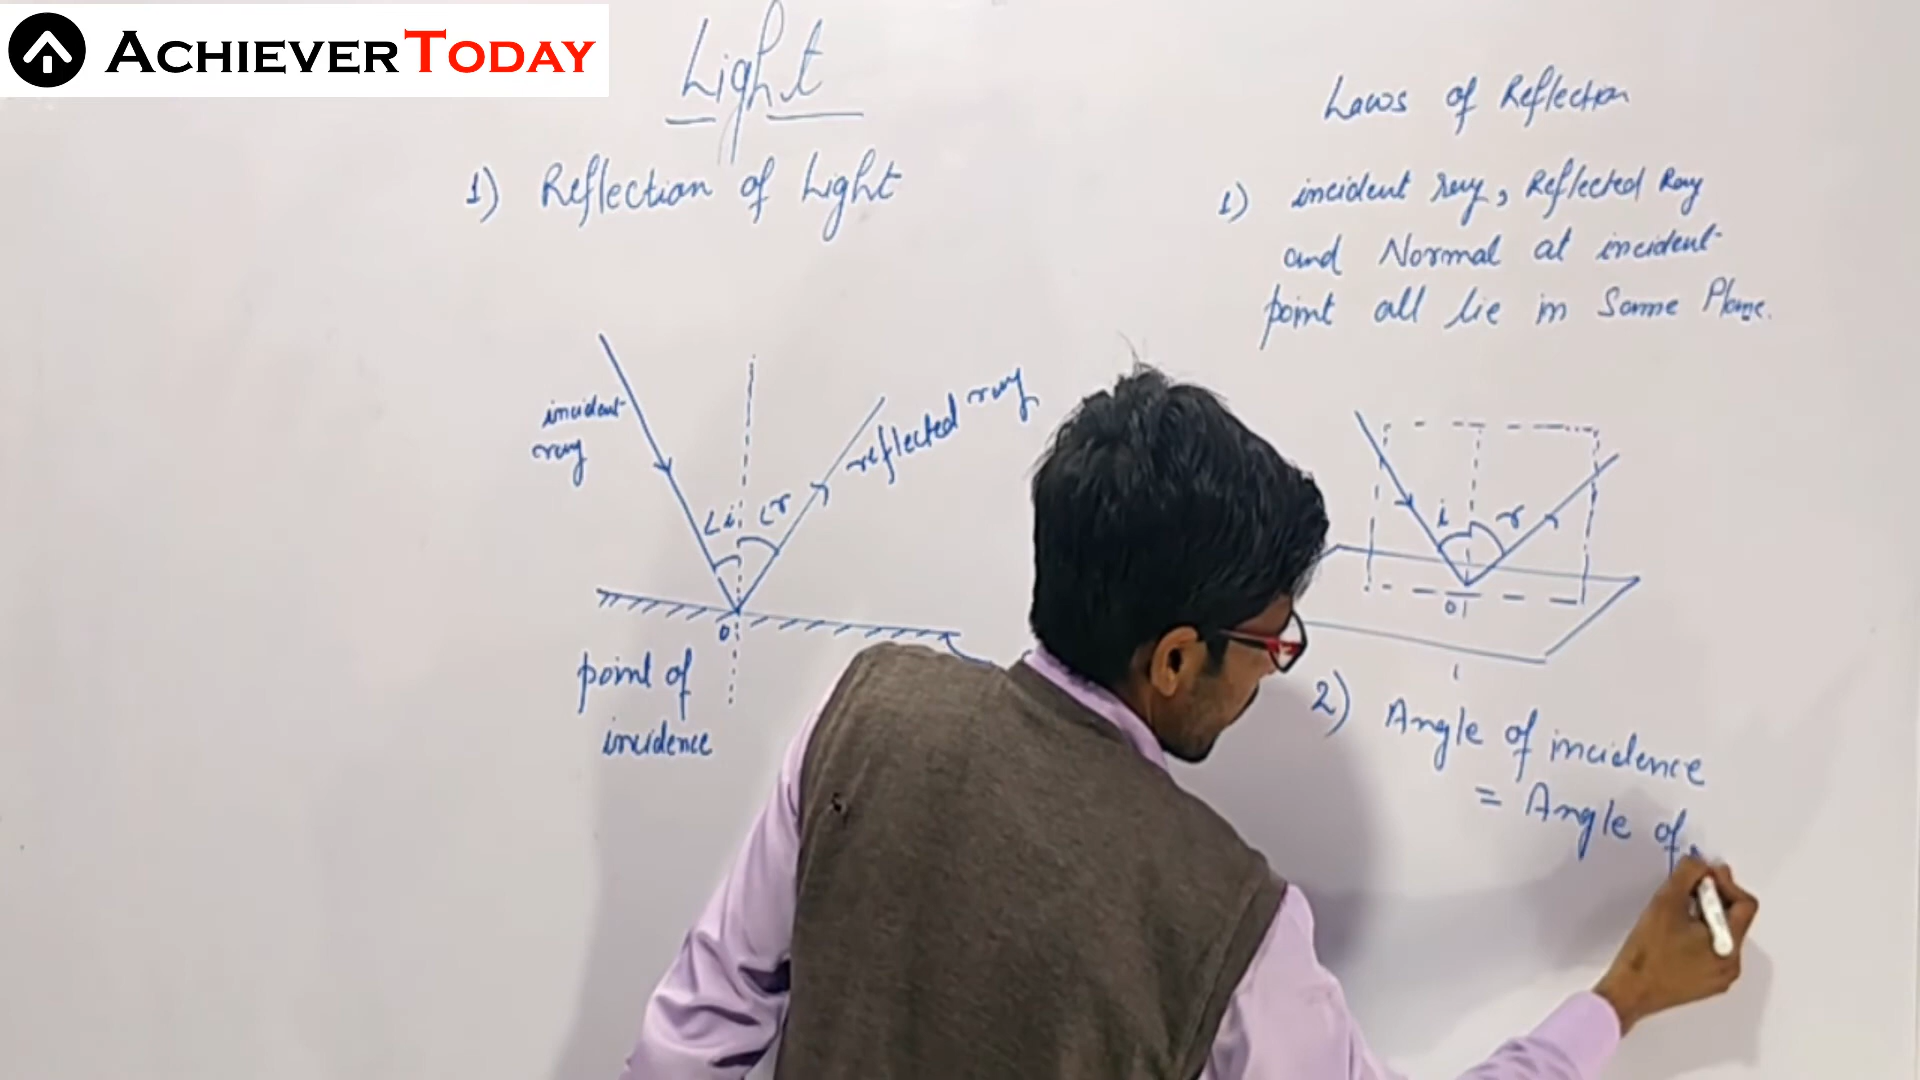 ACHIEVERTODAY
Light
1) Reflection of Light
incident
ray
reflected ray
∠i
∠r
O
point of
incidence
Laws of Reflection
1) incident ray, Reflected Ray
and Normal at incident
point all lie in Same Plane.
i
r
O
2) Angle of incidence
= Angle of